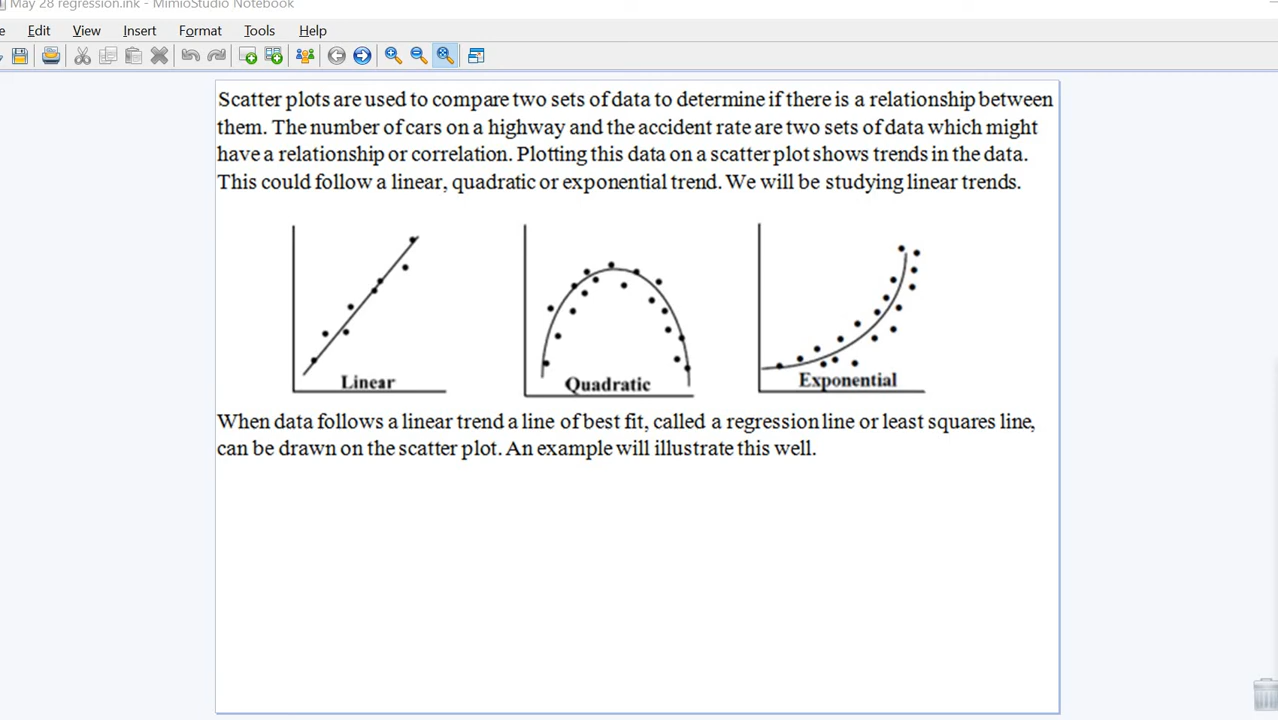 May 28 regression.ink - MimioStudio Notebook
e Edit View Insert Format Tools Help
Scatter plots are used to compare two sets of data to determine if there is a relationship between
them. The number of cars on a highway and the accident rate are two sets of data which might
have a relationship or correlation. Plotting this data on a scatter plot shows trends in the data.
This could follow a linear, quadratic or exponential trend. We will be studying linear trends.
Linear Quadratic Exponential
When data follows a linear trend a line of best fit, called a regression line or least squares line,
can be drawn on the scatter plot. An example will illustrate this well.